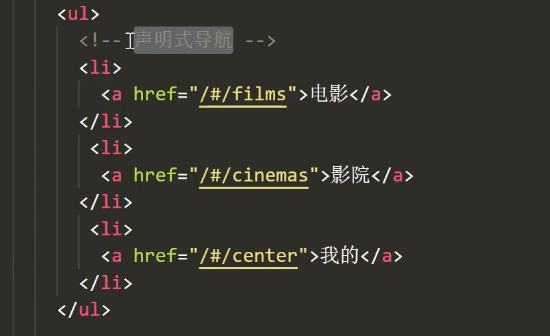 <ul>
<!-- 声明式导航 -->
<li>
<a href="/#/films">电影</a>
</li>
<li>
<a href="/#/cinemas">影院</a>
</li>
<li>
<a href="/#/center">我的</a>
</li>
</ul>